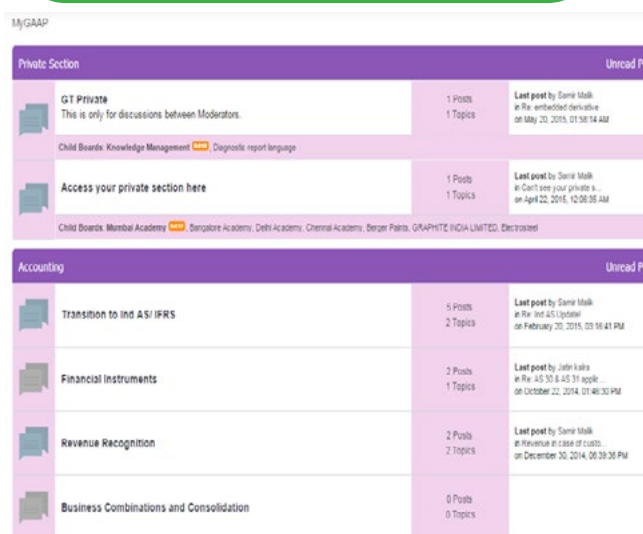 MyGAAP
Private Section
Unread P
GT Private
This is only for discussions between Moderators.
1 Posts
1 Topics
Last post by Samir Malik
in Re: embedded derivative
on May 20, 2015, 01:58:14 AM
Child Boards: Knowledge Management NEW, Diagnostic report language
Access your private section here
1 Posts
1 Topics
Last post by Samir Malik
in Can't see your private s...
on April 22, 2015, 12:06:35 AM
Child Boards: Mumbai Academy NEW, Bangalore Academy, Delhi Academy, Chennai Academy, Berger Paints, GRAPHITE INDIA LIMITED, Electrosteel
Accounting
Unread P
Transition to Ind AS/ IFRS
5 Posts
2 Topics
Last post by Samir Malik
in Re: Ind AS Update!
on February 20, 2015, 03:16:41 PM
Financial Instruments
2 Posts
1 Topics
Last post by Jatin kalra
in Re: AS 30 & AS 31 applic...
on October 22, 2014, 01:48:30 PM
Revenue Recognition
2 Posts
2 Topics
Last post by Samir Malik
in Revenue in case of custo...
on December 30, 2014, 06:39:36 PM
Business Combinations and Consolidation
0 Posts
0 Topics